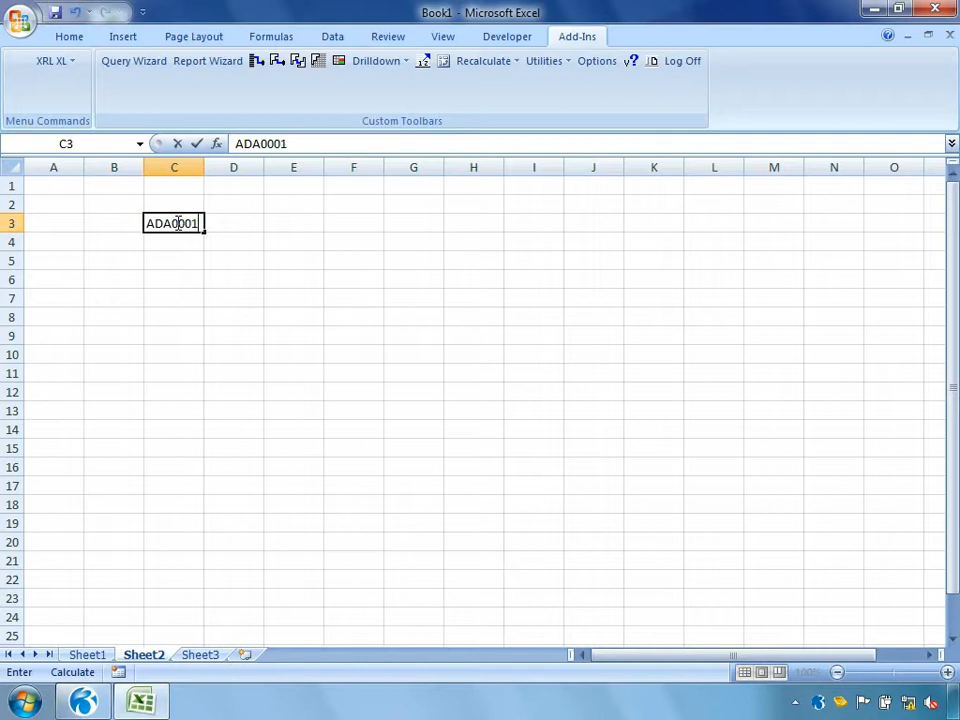 Book1 - Microsoft Excel
Home Insert Page Layout Formulas Data Review View Developer Add-Ins
XRL XL Query Wizard Report Wizard Drilldown Recalculate Utilities Options Log Off
Menu Commands Custom Toolbars
C3 ADA0001
A B C D E F G H I J K L M N O
1
2
3 ADA0001
4
5
6
7
8
9
10
11
12
13
14
15
16
17
18
19
20
21
22
23
24
25
Sheet1 Sheet2 Sheet3
Enter Calculate 100%